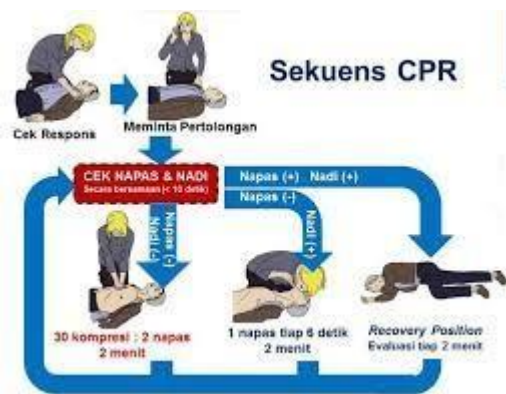 Sekuens CPR
Cek Respons
Meminta Pertolongan
CEK NAPAS & NADI
Secara bersamaan (< 10 detik)
Napas (+) Nadi (+)
Napas (-)
Nadi (+)
Napas (-)
Nadi (-)
30 kompresi : 2 napas
2 menit
1 napas tiap 6 detik
2 menit
Recovery Position
Evaluasi tiap 2 menit